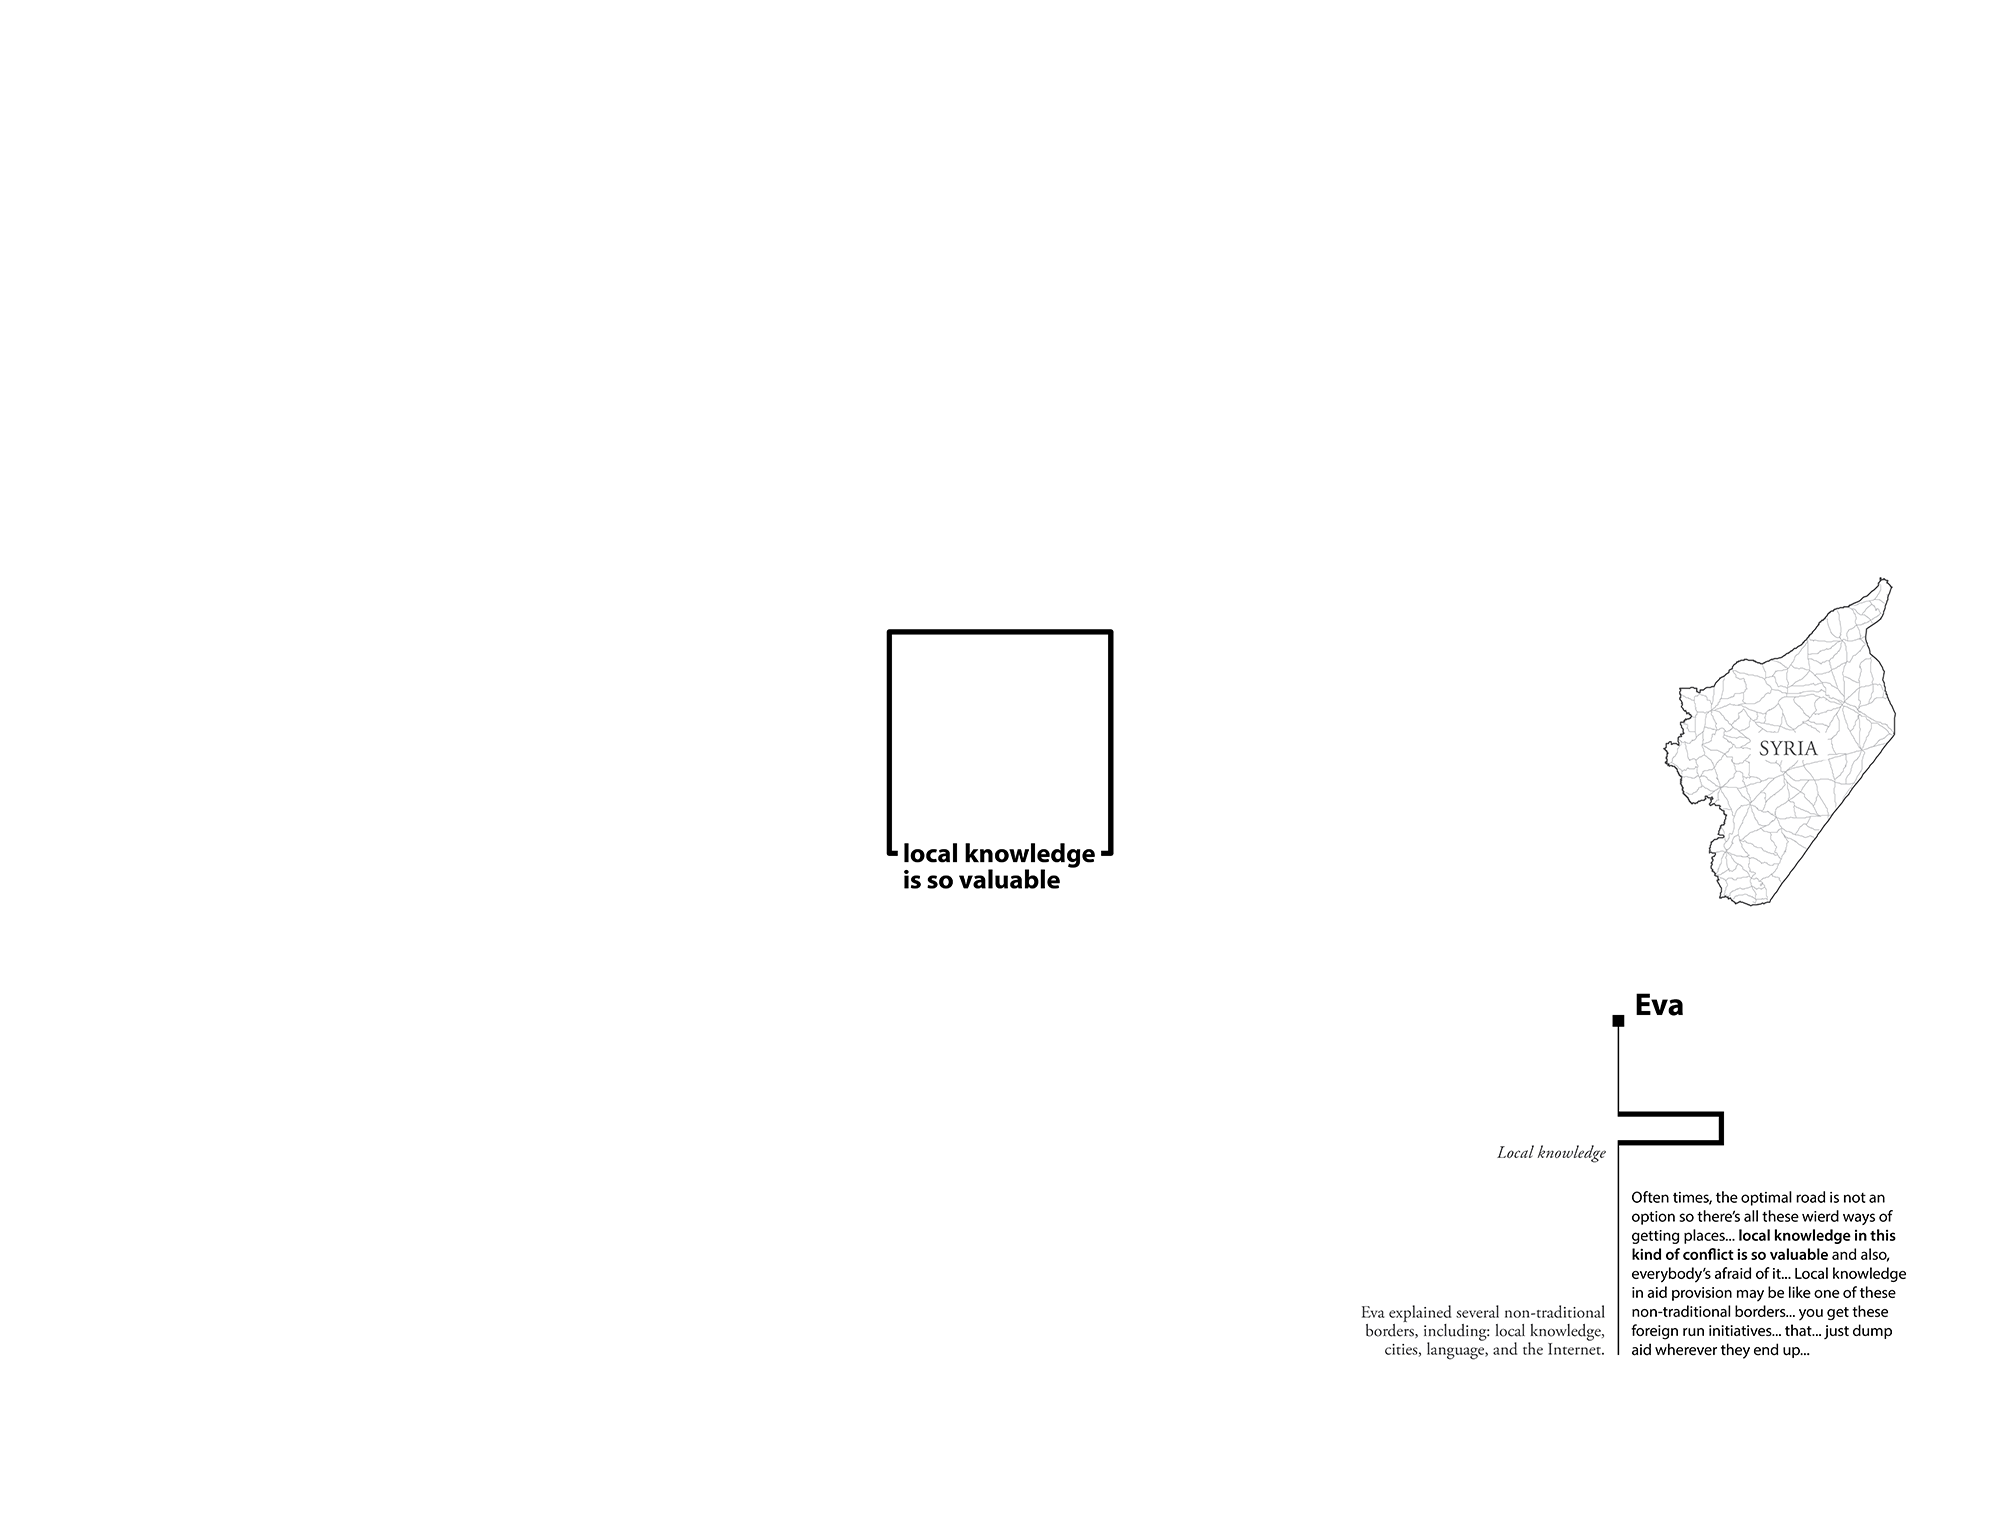 local knowledge
is so valuable
SYRIA
Eva
Local knowledge
Often times, the optimal road is not an
option so there's all these wierd ways of
getting places... local knowledge in this
kind of conflict is so valuable and also,
everybody's afraid of it... Local knowledge
in aid provision may be like one of these
non-traditional borders... you get these
foreign run initiatives... that... just dump
aid wherever they end up...
Eva explained several non-traditional
borders, including: local knowledge,
cities, language, and the Internet.